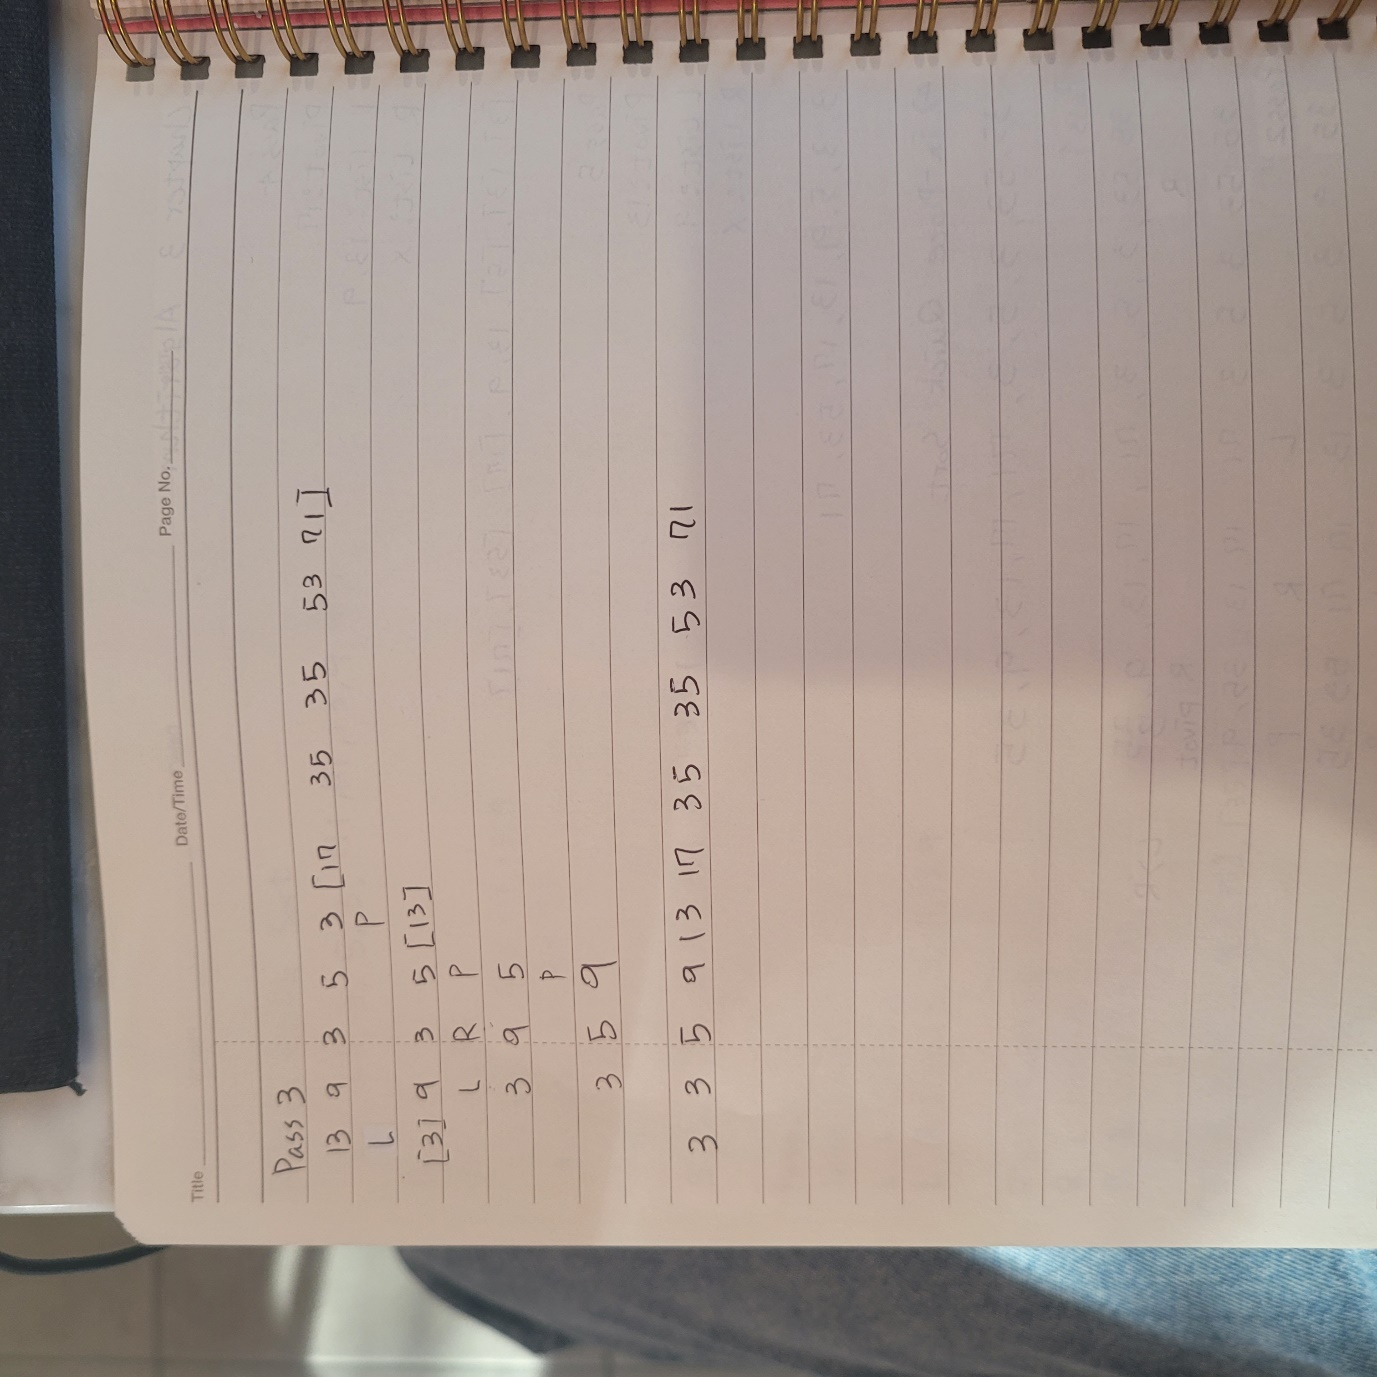 Title Date/Time Page No.
Pass 3
13 9 3 5 3 [17 35 35 53 71]
L P
[3] 9 3 5 [13]
L R P
3 9 5
P
3 5 9
3 3 5 9 13 17 35 35 53 71